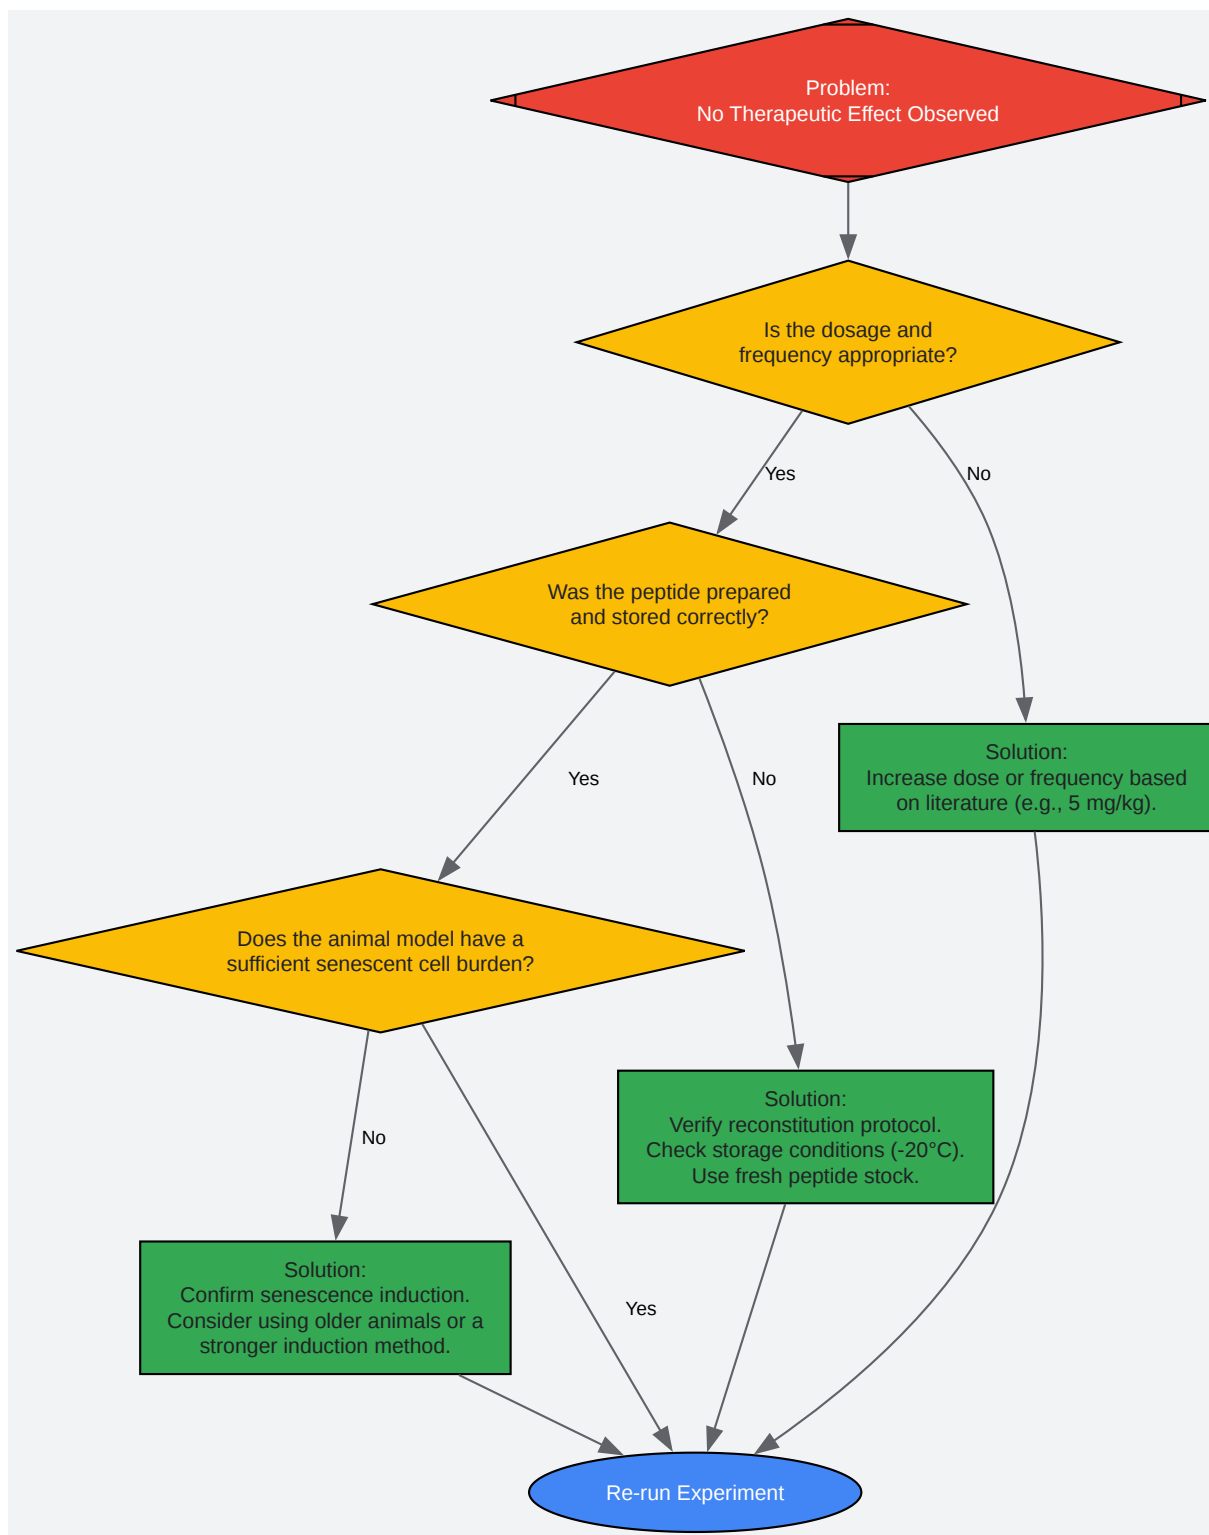 Problem:
No Therapeutic Effect Observed
Is the dosage and
frequency appropriate?
Yes
No
Was the peptide prepared
and stored correctly?
Solution:
Increase dose or frequency based
on literature (e.g., 5 mg/kg).
Yes
No
Does the animal model have a
sufficient senescent cell burden?
Solution:
Verify reconstitution protocol.
Check storage conditions (-20°C).
Use fresh peptide stock.
No
Solution:
Confirm senescence induction.
Consider using older animals or a
stronger induction method.
Yes
Re-run Experiment